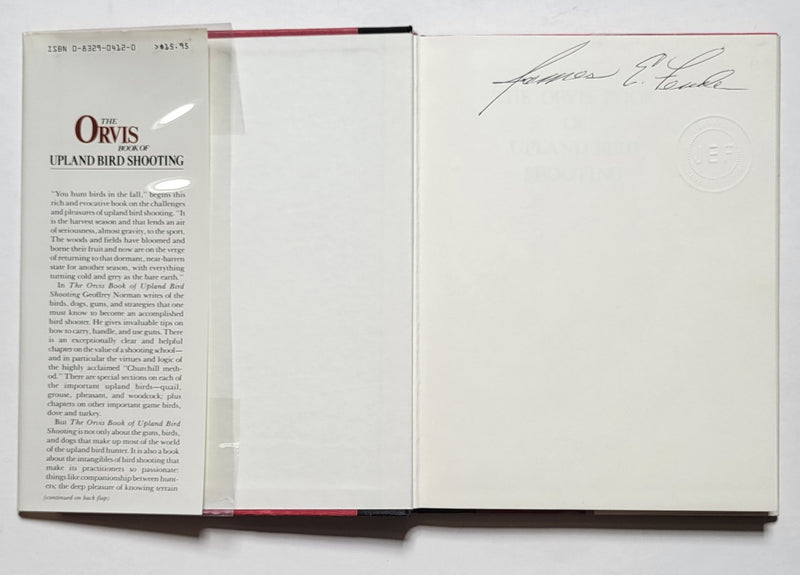 ISBN 0-8329-0412-0 >$15.95
THE
ORVIS
BOOK OF
UPLAND BIRD SHOOTING
"You hunt birds in the fall," begins this
rich and evocative book on the challenges
and pleasures of upland bird shooting. "It
is the harvest season and that lends an air
of seriousness, almost gravity, to the sport.
The woods and fields have bloomed and
borne their fruit and now are on the verge
of returning to that dormant, near-barren
state for another season, with everything
turning cold and grey as the bare earth."
In The Orvis Book of Upland Bird
Shooting Geoffrey Norman writes of the
birds, dogs, guns, and strategies that one
must know to become an accomplished
bird shooter. He gives invaluable tips on
how to carry, handle, and use guns. There
is an exceptionally clear and helpful
chapter on the value of a shooting school—
and in particular the virtues and logic of
the highly acclaimed "Churchill meth-
od." There are special sections on each of
the important upland birds—quail,
grouse, pheasant, and woodcock; plus
chapters on other important game birds,
dove and turkey.
But The Orvis Book of Upland Bird
Shooting is not only about the guns, birds,
and dogs that make up most of the world
of the upland bird hunter. It is also a book
about the intangibles of bird shooting that
make its practitioners so passionate:
things like companionship between hunt-
ers; the deep pleasure of knowing terrain
(continued on back flap)
James E.
JEF
THE ORVIS BOOK
OF
UPLAND BIRD
SHOOTING